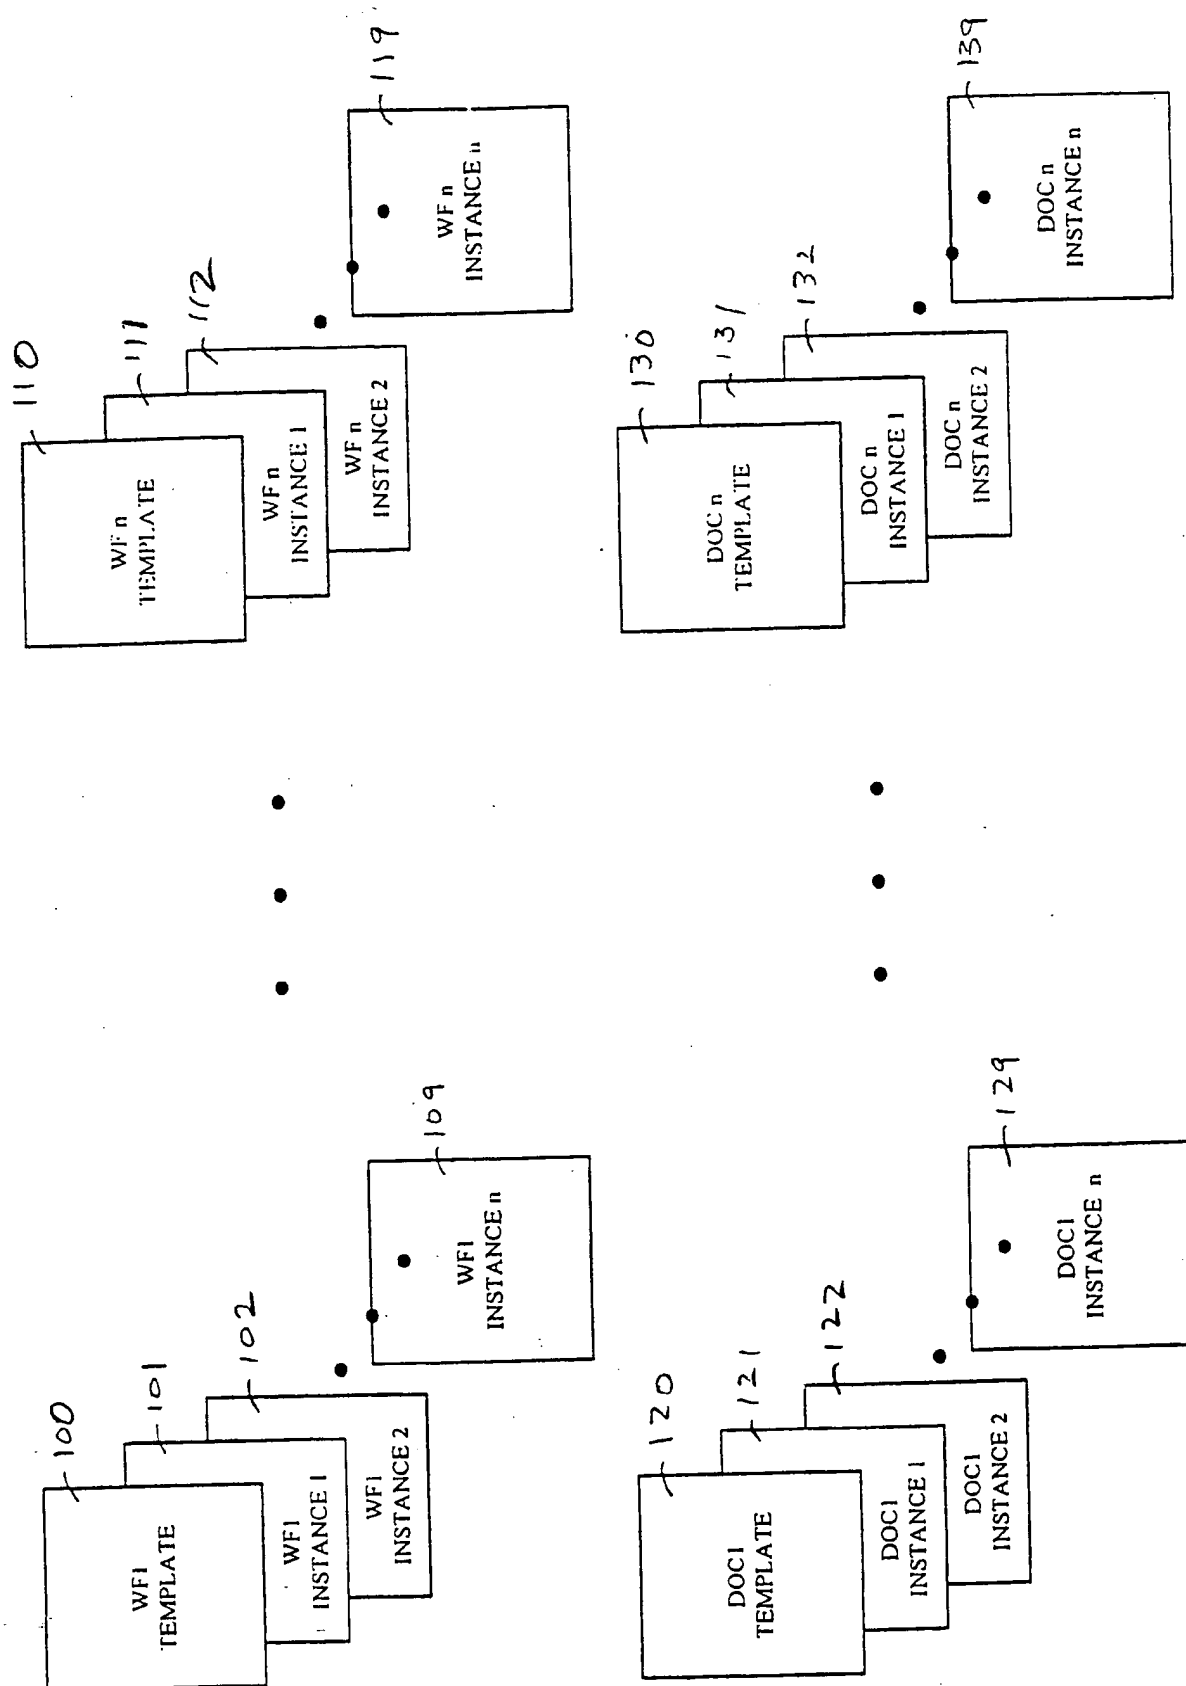 100
WF1
TEMPLATE
101
WF1
INSTANCE 1
102
WF1
INSTANCE 2
109
WF1
INSTANCE n
110
WF n
TEMPLATE
111
WF n
INSTANCE 1
112
WF n
INSTANCE 2
119
WF n
INSTANCE n
120
DOC1
TEMPLATE
121
DOC1
INSTANCE 1
122
DOC1
INSTANCE 2
129
DOC1
INSTANCE n
130
DOC n
TEMPLATE
131
DOC n
INSTANCE 1
132
DOC n
INSTANCE 2
139
DOC n
INSTANCE n